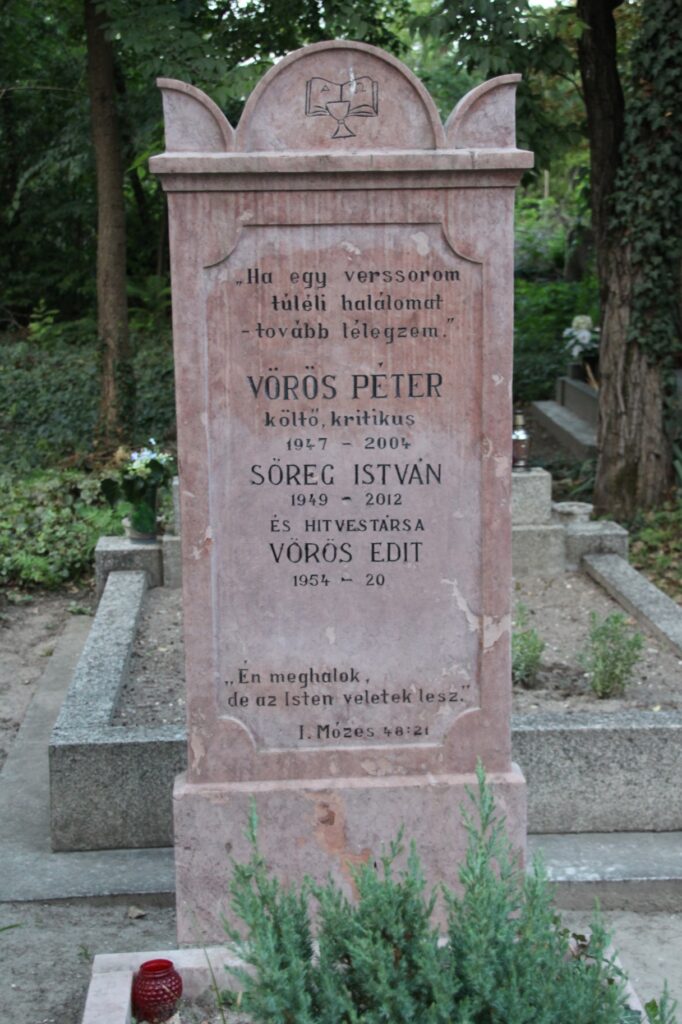 „Ha egy verssorom
túléli halálomat
-tovább lélegzem."
VÖRÖS PÉTER
költő, kritikus
1947 - 2004
SÖREG ISTVÁN
1949 - 2012
ÉS HITVESTÁRSA
VÖRÖS EDIT
1954 - 20
„Én meghalok,
de az Isten veletek lesz."
I. Mózes 48:21